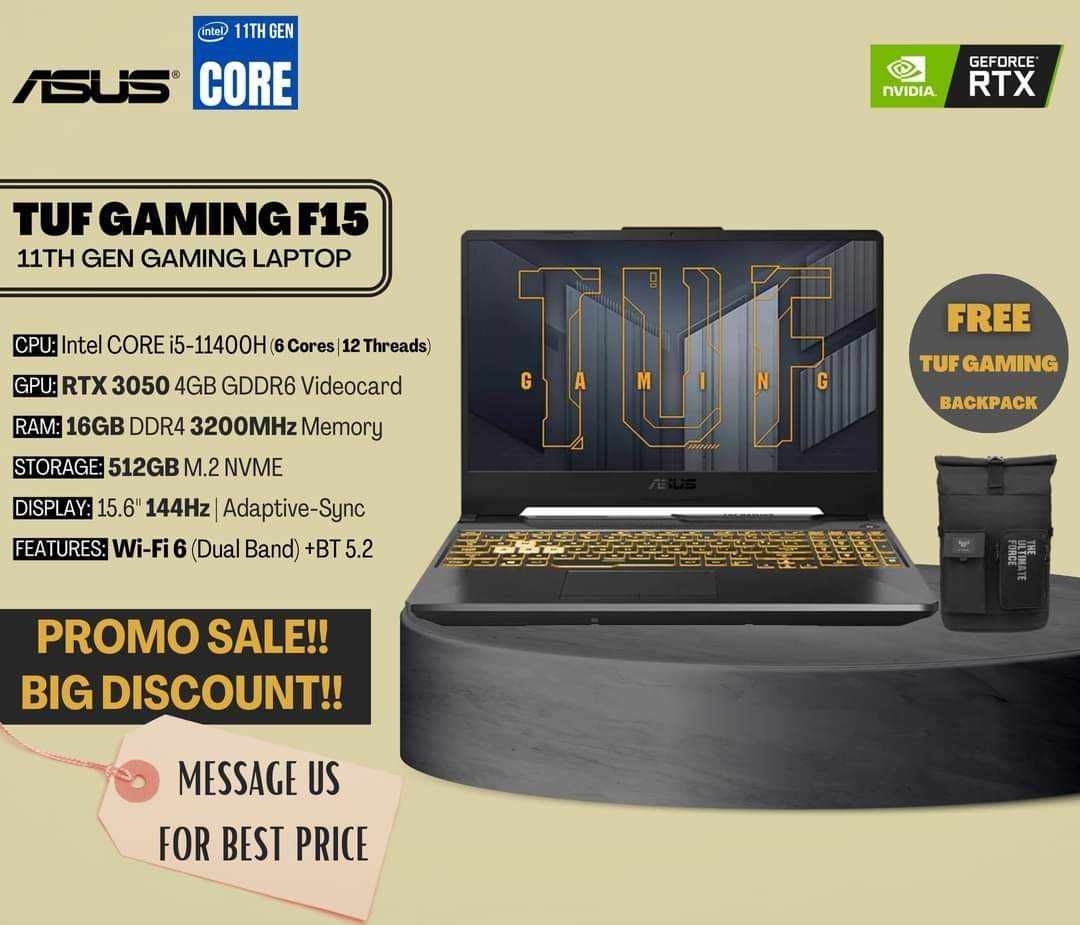 ASUS®
intel 11TH GEN
CORE
NVIDIA.
GEFORCE®
RTX
TUF GAMING F15
11TH GEN GAMING LAPTOP
CPU: Intel CORE i5-11400H (6 Cores | 12 Threads)
GPU: RTX 3050 4GB GDDR6 Videocard
RAM: 16GB DDR4 3200MHz Memory
STORAGE: 512GB M.2 NVME
DISPLAY: 15.6" 144Hz | Adaptive-Sync
FEATURES: Wi-Fi 6 (Dual Band) +BT 5.2
TUF
GAMING
ASUS
TUF GAMING
FREE
TUF GAMING
BACKPACK
THE
ULTIMATE
FORCE
PROMO SALE!!
BIG DISCOUNT!!
MESSAGE US
FOR BEST PRICE